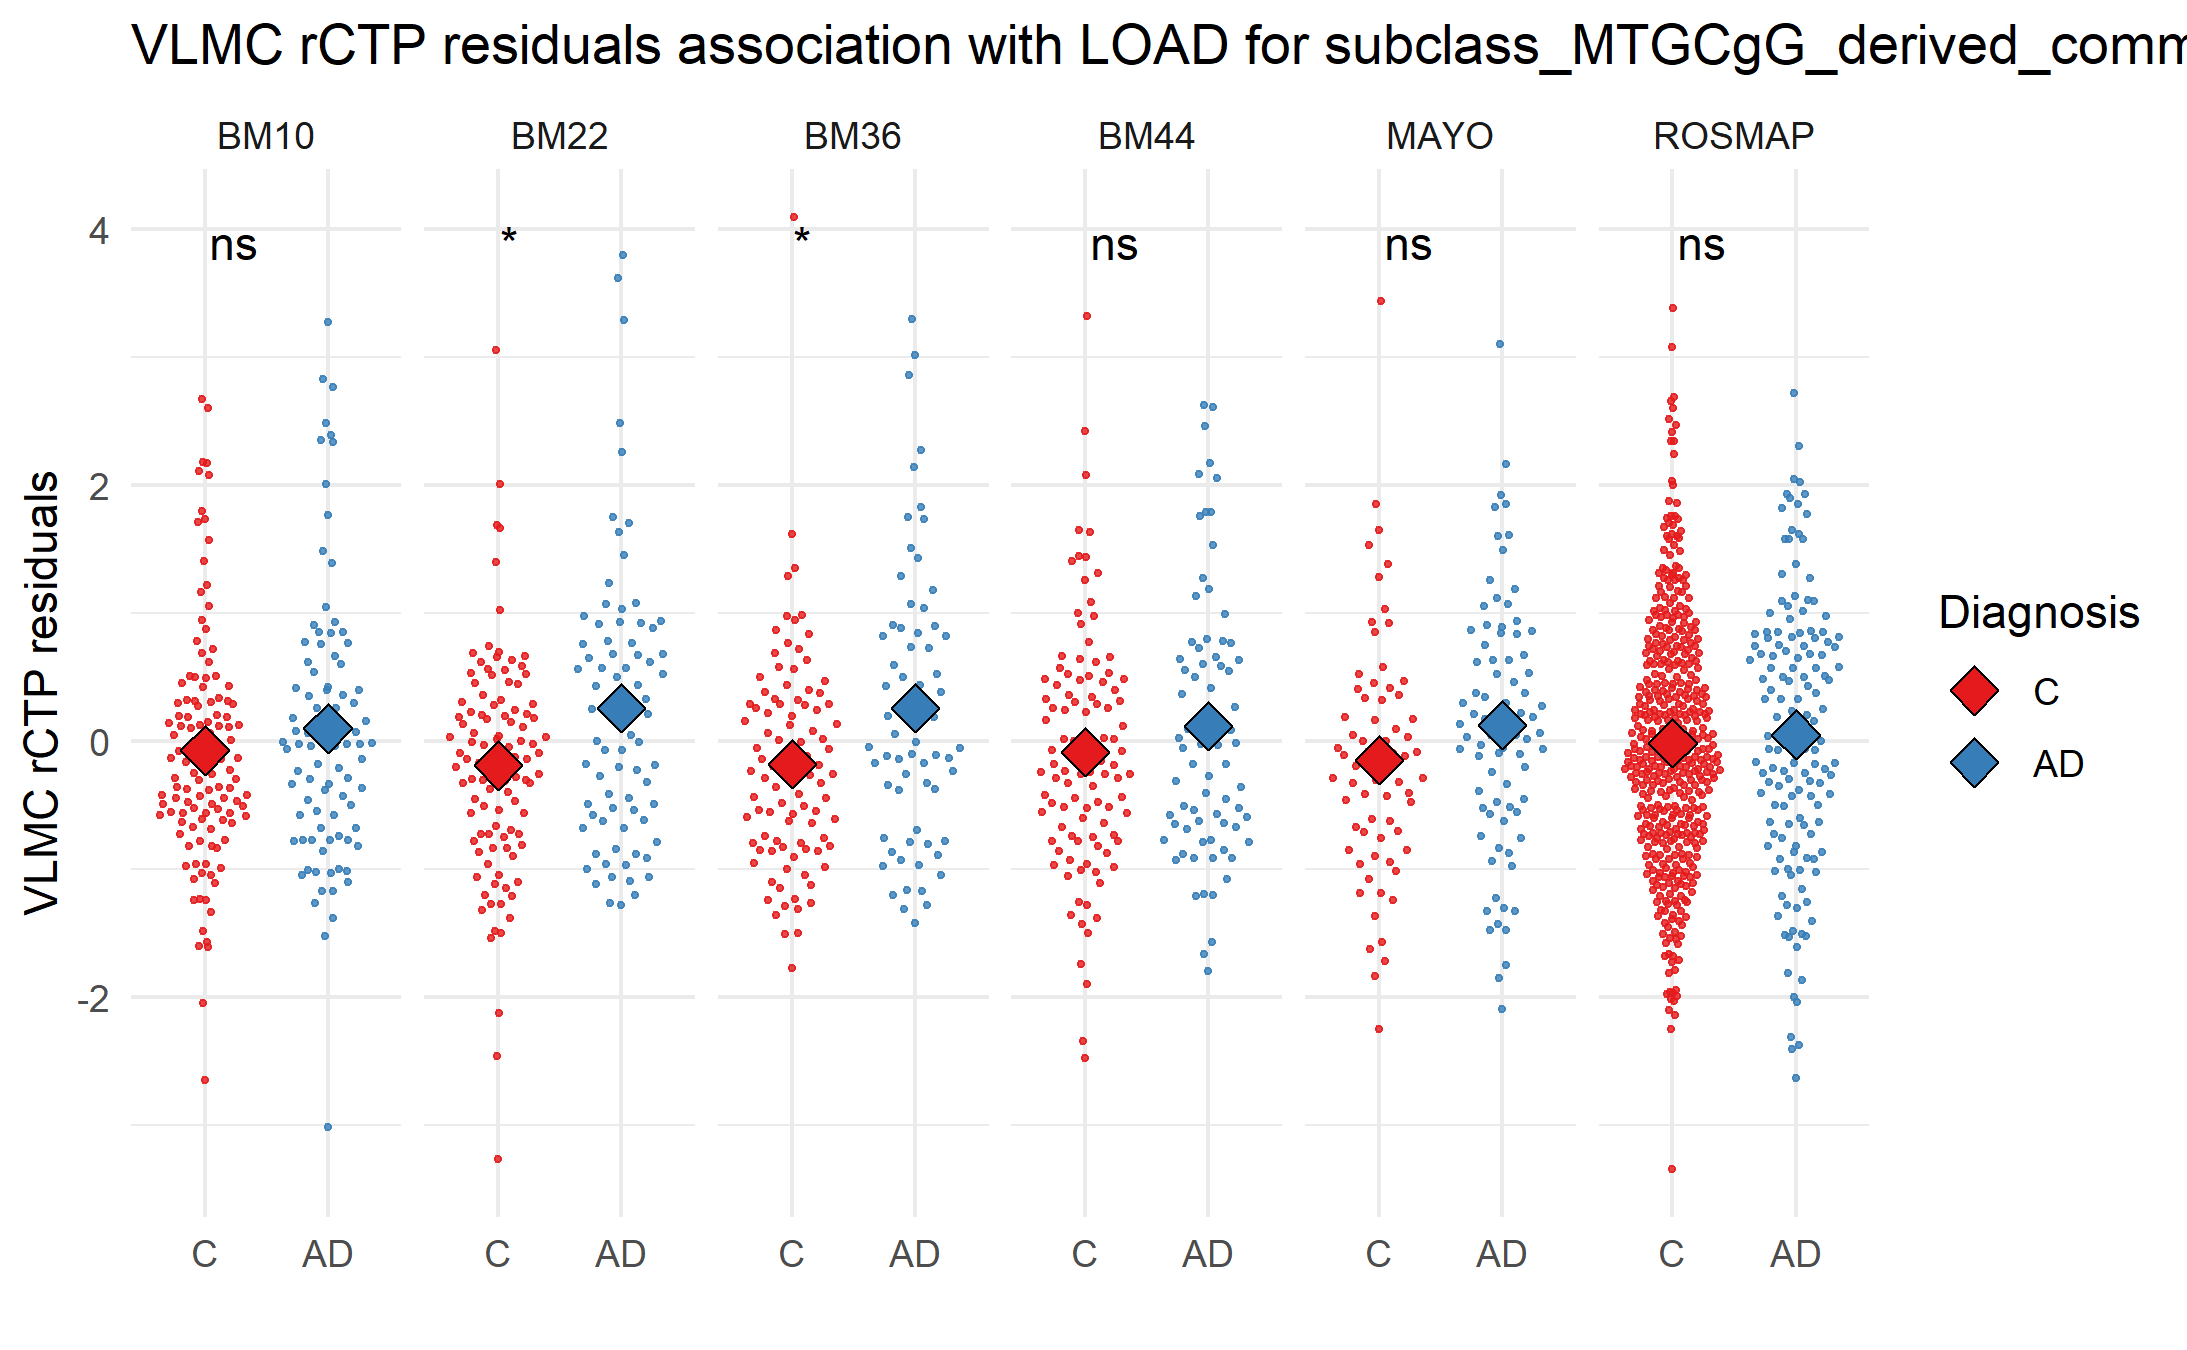 VLMC rCTP residuals association with LOAD for subclass_MTGCgG_derived_comm
BM10 BM22 BM36 BM44 MAYO ROSMAP
ns * * ns ns ns
4
2
0
-2
VLMC rCTP residuals
C AD C AD C AD C AD C AD C AD
Diagnosis
C
AD